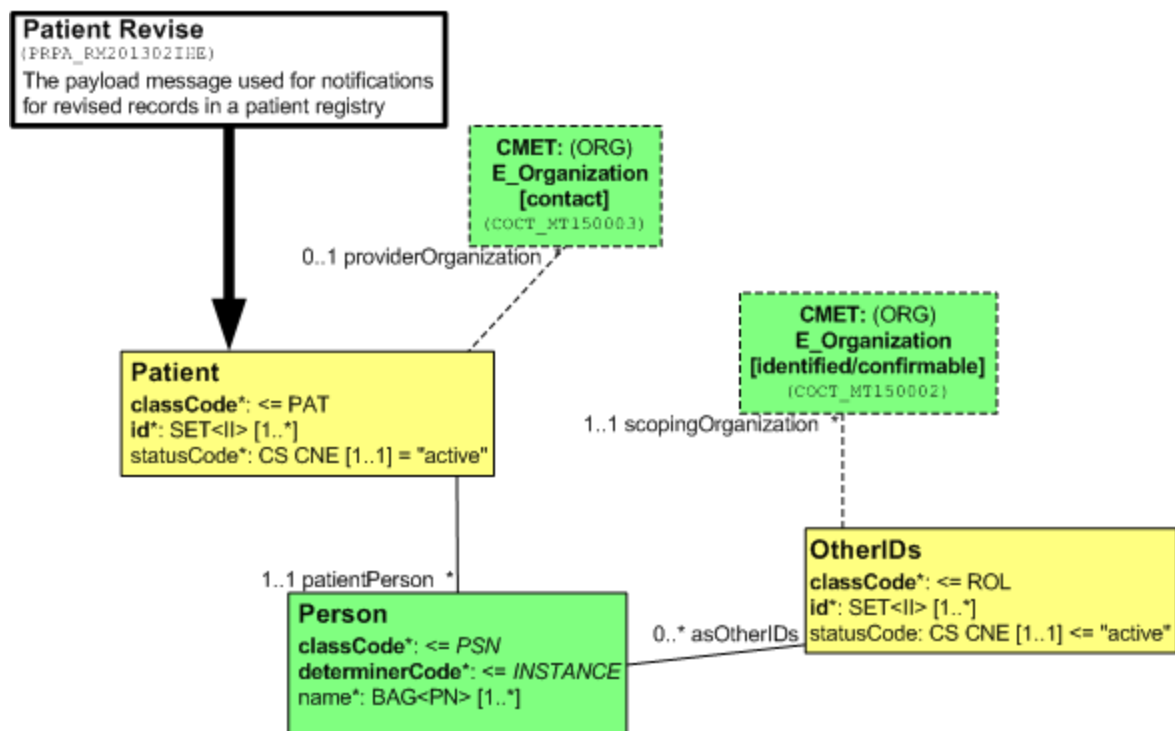 Patient Revise
(PRPA_RM201302IHE)
The payload message used for notifications
for revised records in a patient registry
CMET: (ORG)
E_Organization
[contact]
(COCT_MT150003)
0..1 providerOrganization *
CMET: (ORG)
E_Organization
[identified/confirmable]
(COCT_MT150002)
1..1 scopingOrganization *
Patient
classCode*: <= PAT
id*: SET<II> [1..*]
statusCode*: CS CNE [1..1] = "active"
OtherIDs
classCode*: <= ROL
id*: SET<II> [1..*]
statusCode: CS CNE [1..1] <= "active"
1..1 patientPerson *
Person
classCode*: <= PSN
determinerCode*: <= INSTANCE
name*: BAG<PN> [1..*]
0..* asOtherIDs